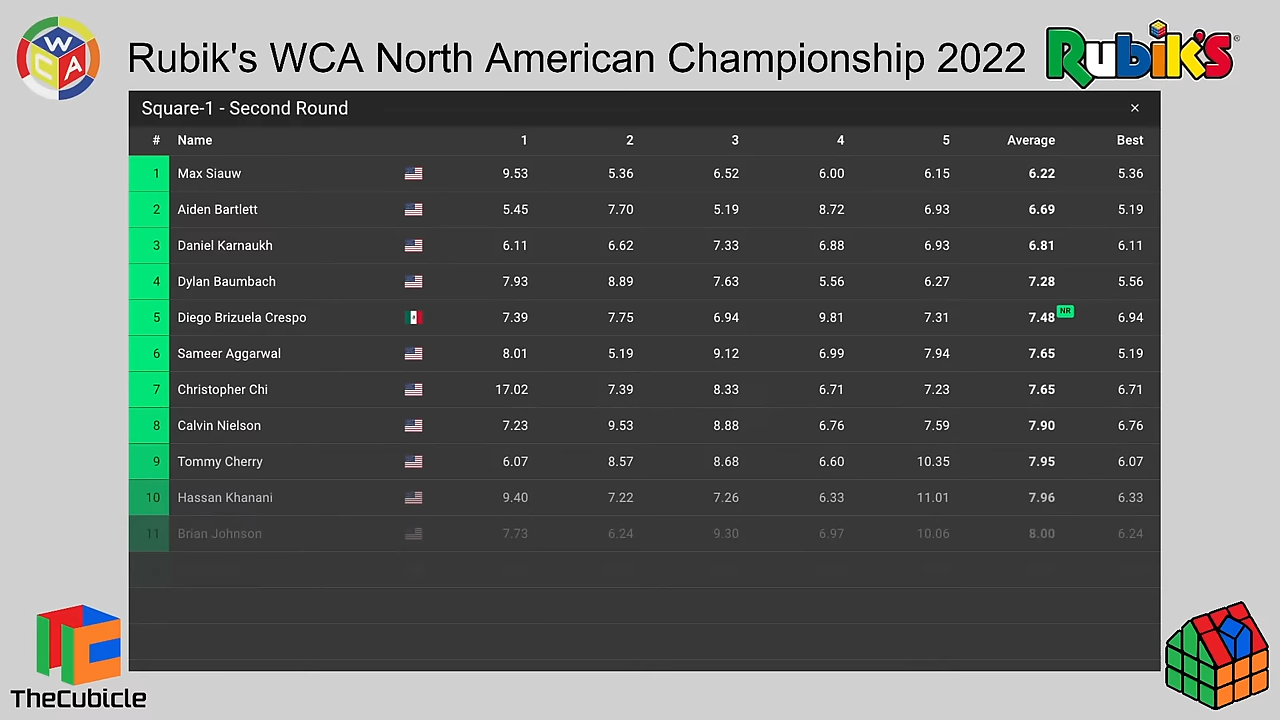 WCA
Rubik's WCA North American Championship 2022
Rubik's®
Square-1 - Second Round ×
# Name 1 2 3 4 5 Average Best
1 Max Siauw 9.53 5.36 6.52 6.00 6.15 6.22 5.36
2 Aiden Bartlett 5.45 7.70 5.19 8.72 6.93 6.69 5.19
3 Daniel Karnaukh 6.11 6.62 7.33 6.88 6.93 6.81 6.11
4 Dylan Baumbach 7.93 8.89 7.63 5.56 6.27 7.28 5.56
5 Diego Brizuela Crespo 7.39 7.75 6.94 9.81 7.31 7.48 NR 6.94
6 Sameer Aggarwal 8.01 5.19 9.12 6.99 7.94 7.65 5.19
7 Christopher Chi 17.02 7.39 8.33 6.71 7.23 7.65 6.71
8 Calvin Nielson 7.23 9.53 8.88 6.76 7.59 7.90 6.76
9 Tommy Cherry 6.07 8.57 8.68 6.60 10.35 7.95 6.07
10 Hassan Khanani 9.40 7.22 7.26 6.33 11.01 7.96 6.33
11 Brian Johnson 7.73 6.24 9.30 6.97 10.06 8.00 6.24
TheCubicle